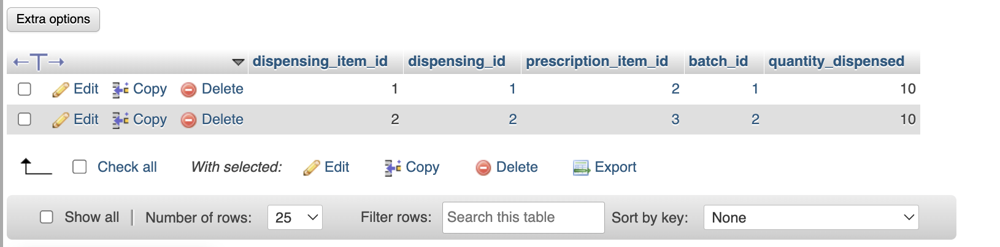 Extra options
←T→ dispensing_item_id dispensing_id prescription_item_id batch_id quantity_dispensed
Edit Copy Delete 1 1 2 1 10
Edit Copy Delete 2 2 3 2 10
Check all With selected: Edit Copy Delete Export
Show all | Number of rows: 25 Filter rows: Search this table Sort by key: None